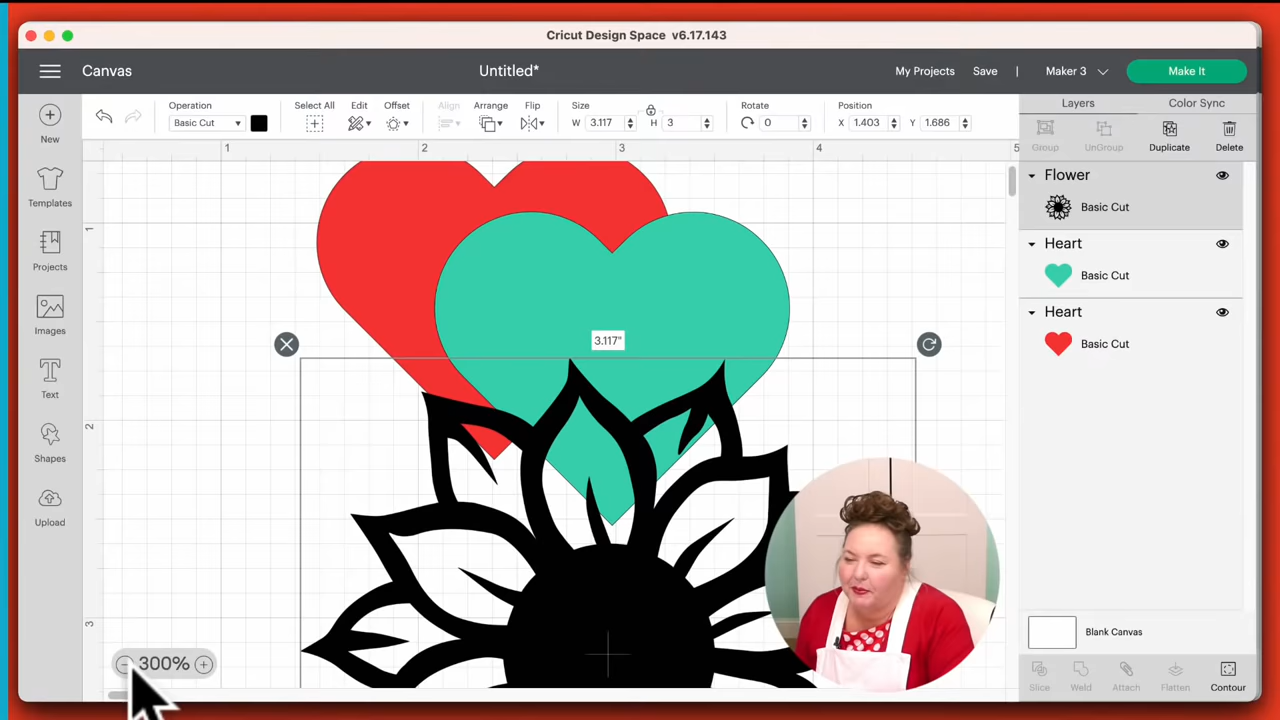 Cricut Design Space v6.17.143
Canvas
Untitled*
My Projects
Save
Maker 3
Make It
New
Templates
Projects
Images
Text
Shapes
Upload
Operation
Basic Cut
Select All
Edit
Offset
Align
Arrange
Flip
Size
W 3.117
H 3
Rotate
0
Position
X 1.403
Y 1.686
1 2 3 4 5
1
2
3
3.117"
300%
Layers
Color Sync
Group
UnGroup
Duplicate
Delete
Flower
Basic Cut
Heart
Basic Cut
Heart
Basic Cut
Blank Canvas
Slice
Weld
Attach
Flatten
Contour